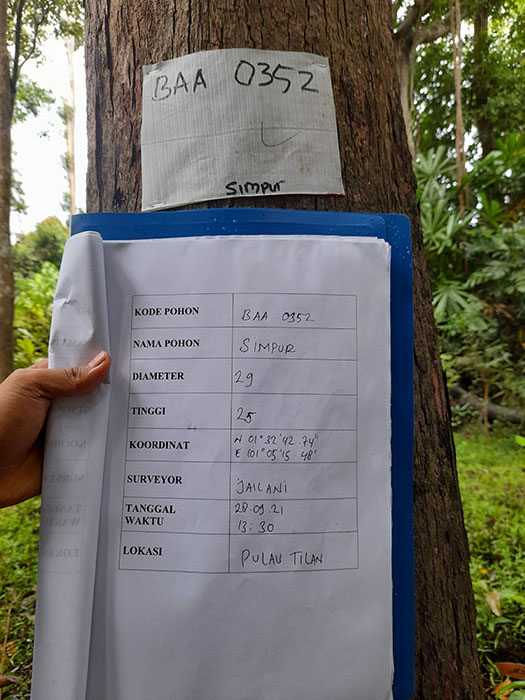 BAA 0352
Simpur
KODE POHON BAA 0352
NAMA POHON SIMPUR
DIAMETER 29
TINGGI 25
KOORDINAT N 01° 32' 42 74"
E 101° 05' 15 48"
SURVEYOR JAILANI
TANGGAL 28.09.21
WAKTU 13:30
LOKASI PULAU TILAN